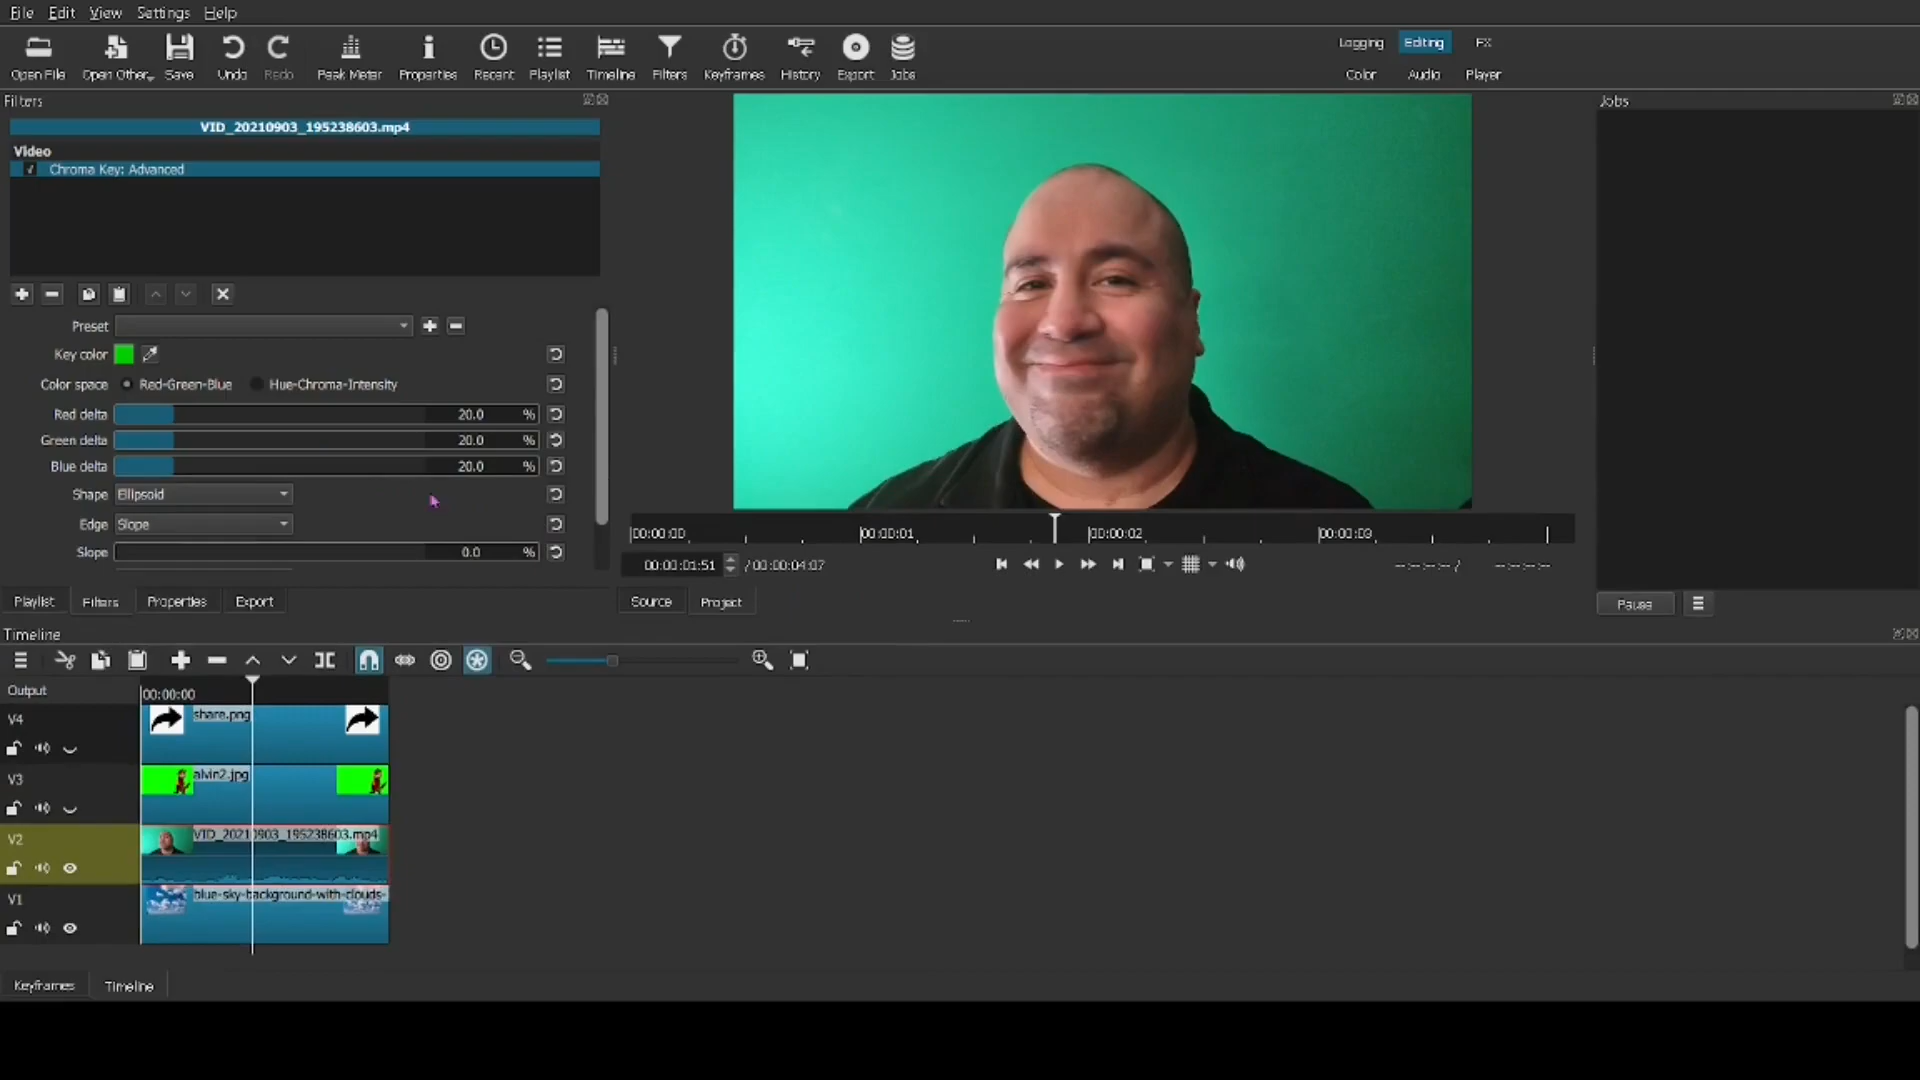 File Edit View Settings Help
Open File Open Other... Save Undo Redo Peak Meter Properties Recent Playlist Timeline Filters Keyframes History Export Jobs
Logging Editing FX
Color Audio Player
Filters
Jobs
VID_20210903_195238603.mp4
Video
Chroma Key: Advanced
Preset
Key color
Color space Red-Green-Blue Hue-Chroma-Intensity
Red delta 20.0 %
Green delta 20.0 %
Blue delta 20.0 %
Shape Ellipsoid
Edge Slope
Slope 0.0 %
00:00:00 00:00:01 00:00:02 00:00:03
00:00:01:51 / 00:00:04:07 --:--:--:-- / --:--:--:--
Playlist Filters Properties Export
Source Project
Pause
Timeline
Output 00:00:00
V4 share.png
V3 alvin2.jpg
V2 VID_20210903_195238603.mp4
V1 blue-sky-background-with-clouds-
Keyframes Timeline